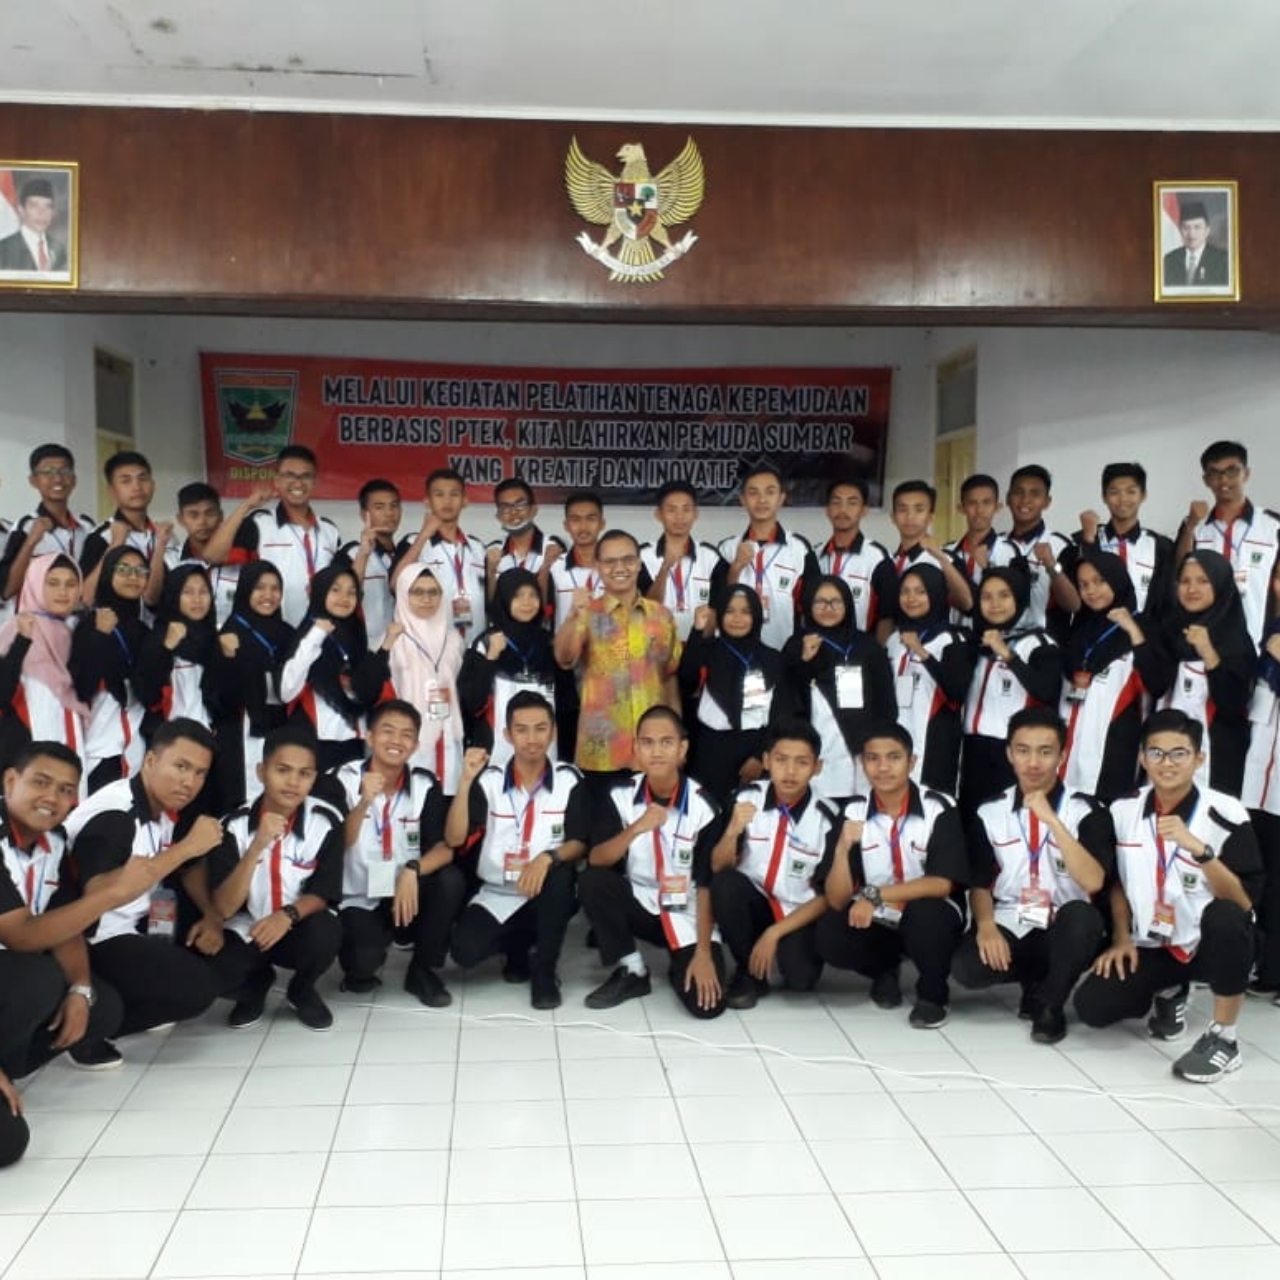 MELALUI KEGIATAN PELATIHAN TENAGA KEPEMUDAAN
BERBASIS IPTEK, KITA LAHIRKAN PEMUDA SUMBAR
YANG KREATIF DAN INOVATIF